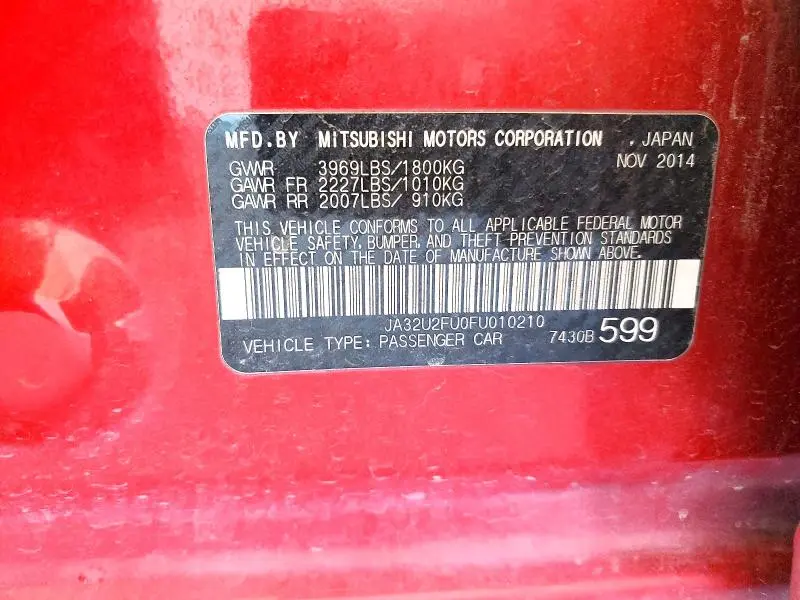 MFD.BY MITSUBISHI MOTORS CORPORATION , JAPAN
NOV 2014
GVWR 3969LBS/1800KG
GAWR FR 2227LBS/1010KG
GAWR RR 2007LBS/ 910KG
THIS VEHICLE CONFORMS TO ALL APPLICABLE FEDERAL MOTOR
VEHICLE SAFETY, BUMPER, AND THEFT PREVENTION STANDARDS
IN EFFECT ON THE DATE OF MANUFACTURE SHOWN ABOVE.
JA32U2FU0FU010210
VEHICLE TYPE: PASSENGER CAR 7430B 599